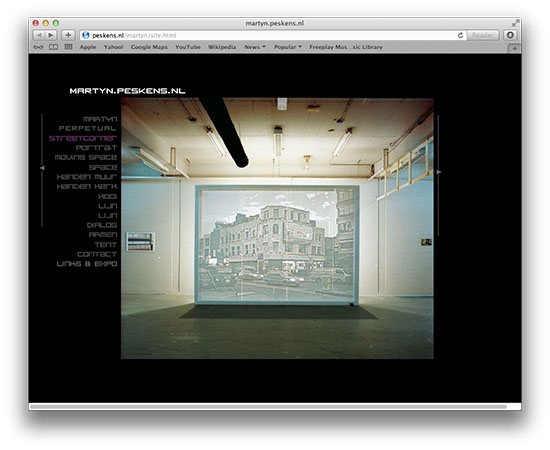 martyn.peskens.nl
peskens.nl/martyn/site.html
Reader
Apple Yahoo! Google Maps YouTube Wikipedia News Popular Freeplay Mus...sic Library
MARTYN.PESKENS.NL
MARTYN
PERPETUAL
STREETCORNER
PORTRAIT
MOVING SPACE
SPACE
HANDEN MUUR
HANDEN KERK
KOOI
LIJN
LIJN
DIALOG
ARMEN
TENT
CONTACT
LINKS & EXPO